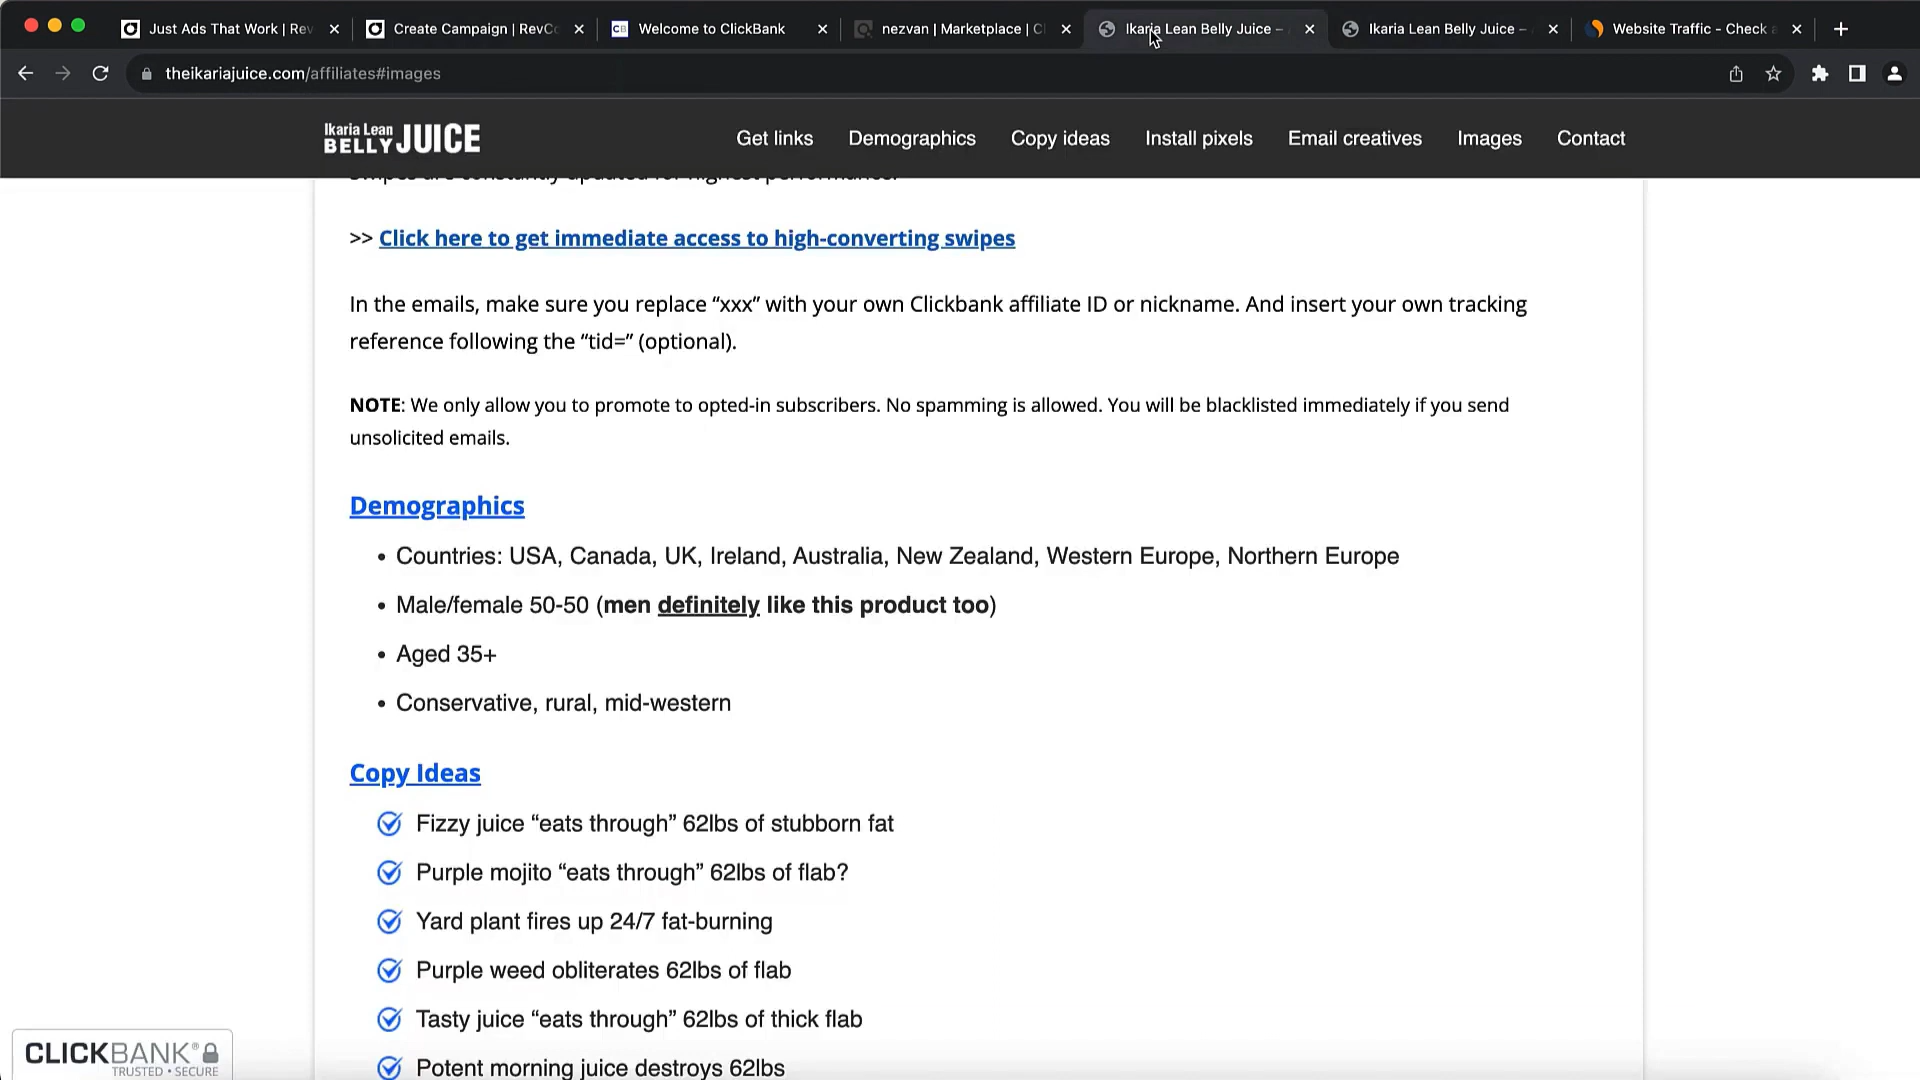 Just Ads That Work | Rev
Create Campaign | RevC
Welcome to ClickBank
nezvan | Marketplace | C
Ikaria Lean Belly Juice –
Ikaria Lean Belly Juice –
Website Traffic - Check
theikariajuice.com/affiliates#images
Ikaria Lean
BELLY JUICE
Get links
Demographics
Copy ideas
Install pixels
Email creatives
Images
Contact
>> Click here to get immediate access to high-converting swipes
In the emails, make sure you replace “xxx” with your own Clickbank affiliate ID or nickname. And insert your own tracking
reference following the “tid=” (optional).
NOTE: We only allow you to promote to opted-in subscribers. No spamming is allowed. You will be blacklisted immediately if you send
unsolicited emails.
Demographics
• Countries: USA, Canada, UK, Ireland, Australia, New Zealand, Western Europe, Northern Europe
• Male/female 50-50 (men definitely like this product too)
• Aged 35+
• Conservative, rural, mid-western
Copy Ideas
Fizzy juice “eats through” 62lbs of stubborn fat
Purple mojito “eats through” 62lbs of flab?
Yard plant fires up 24/7 fat-burning
Purple weed obliterates 62lbs of flab
Tasty juice “eats through” 62lbs of thick flab
Potent morning juice destroys 62lbs
CLICKBANK®
TRUSTED • SECURE